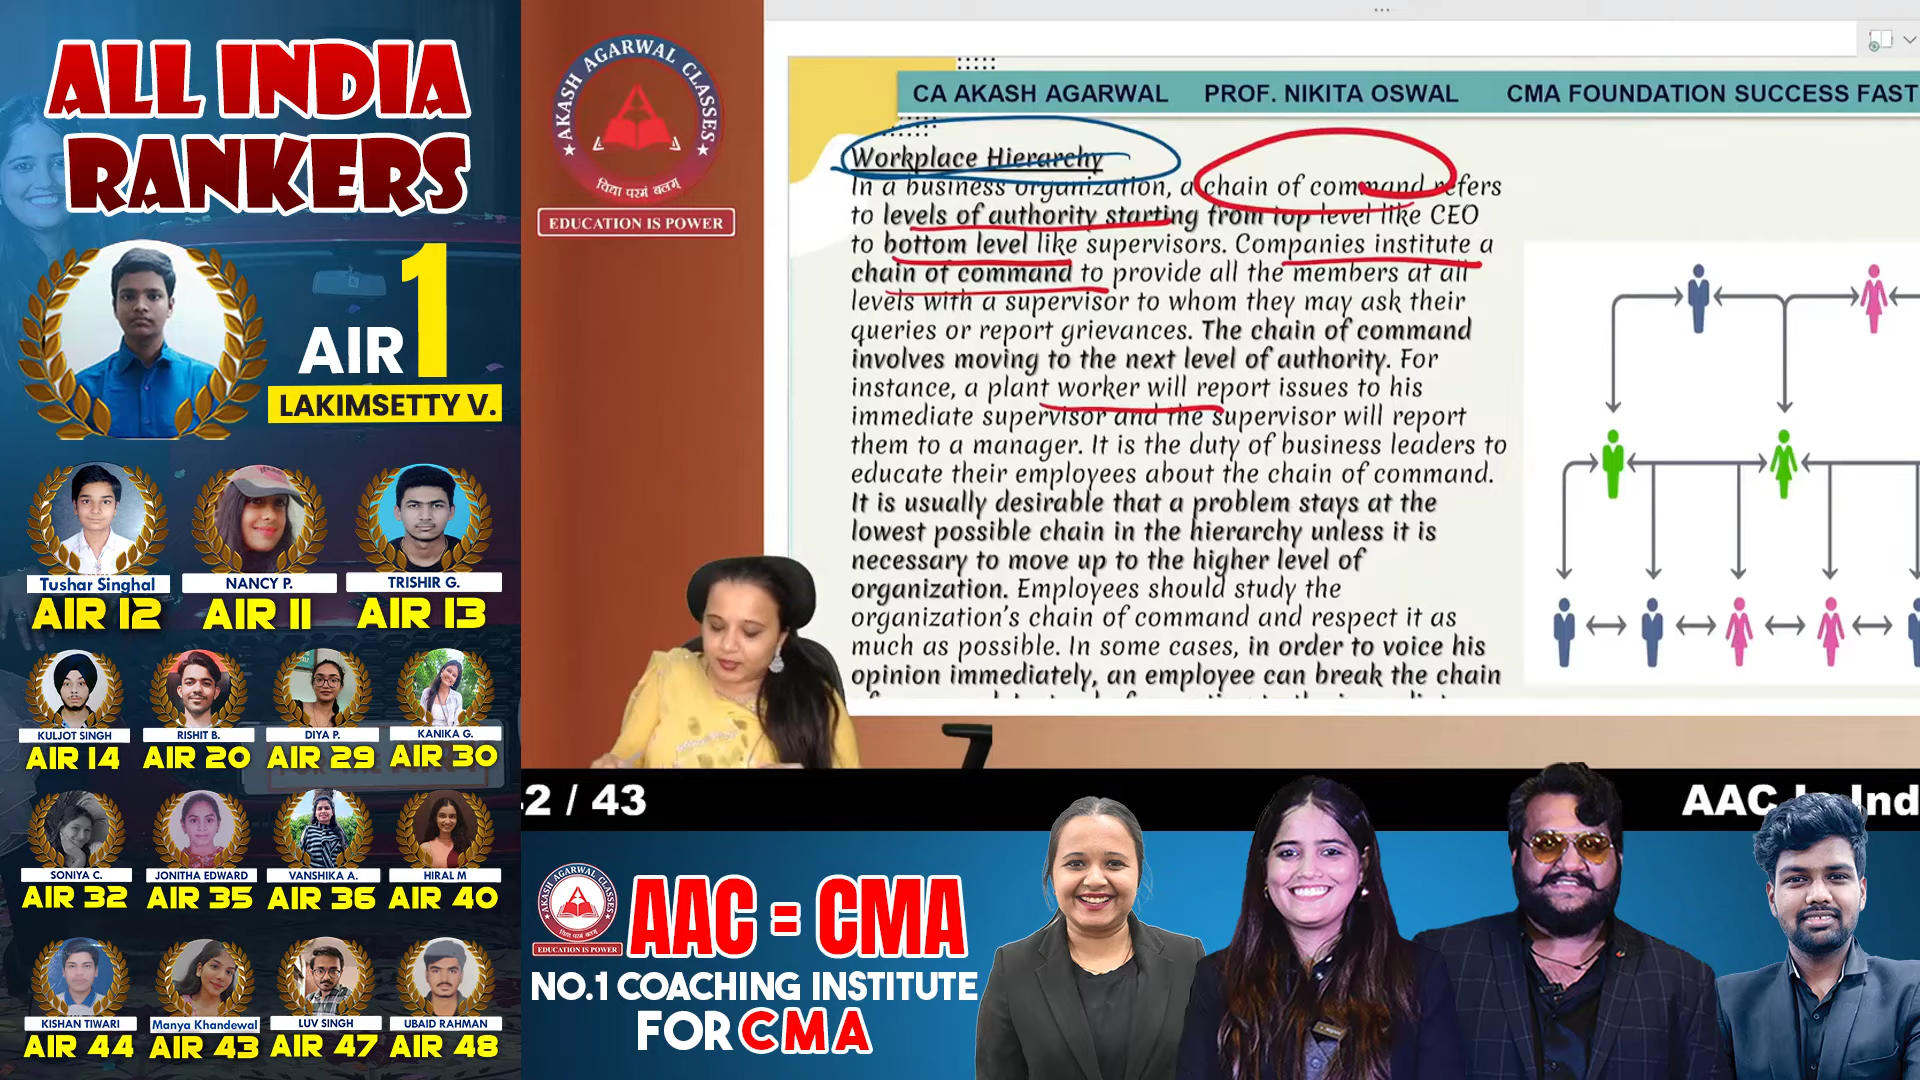 ALL INDIA
RANKERS
AIR 1
LAKIMSETTY V.
Tushar Singhal
AIR 12
NANCY P.
AIR 11
TRISHIR G.
AIR 13
KULJOT SINGH
AIR 14
RISHIT B.
AIR 20
DIYA P.
AIR 29
KANIKA G.
AIR 30
SONIYA C.
AIR 32
JONITHA EDWARD
AIR 35
VANSHIKA A.
AIR 36
HIRAL M
AIR 40
KISHAN TIWARI
AIR 44
Manya Khandewal
AIR 43
LUV SINGH
AIR 47
UBAID RAHMAN
AIR 48
AKASH AGARWAL CLASSES
विद्या परमं बलम्
EDUCATION IS POWER
CA AKASH AGARWAL PROF. NIKITA OSWAL CMA FOUNDATION SUCCESS FAST
Workplace Hierarchy
In a business organization, a chain of command refers
to levels of authority starting from top level like CEO
to bottom level like supervisors. Companies institute a
chain of command to provide all the members at all
levels with a supervisor to whom they may ask their
queries or report grievances. The chain of command
involves moving to the next level of authority. For
instance, a plant worker will report issues to his
immediate supervisor and the supervisor will report
them to a manager. It is the duty of business leaders to
educate their employees about the chain of command.
It is usually desirable that a problem stays at the
lowest possible chain in the hierarchy unless it is
necessary to move up to the higher level of
organization. Employees should study the
organization's chain of command and respect it as
much as possible. In some cases, in order to voice his
opinion immediately, an employee can break the chain
2 / 43
AAC Is Ind
AKASH AGARWAL CLASSES
EDUCATION IS POWER
AAC = CMA
NO.1 COACHING INSTITUTE
FOR CMA